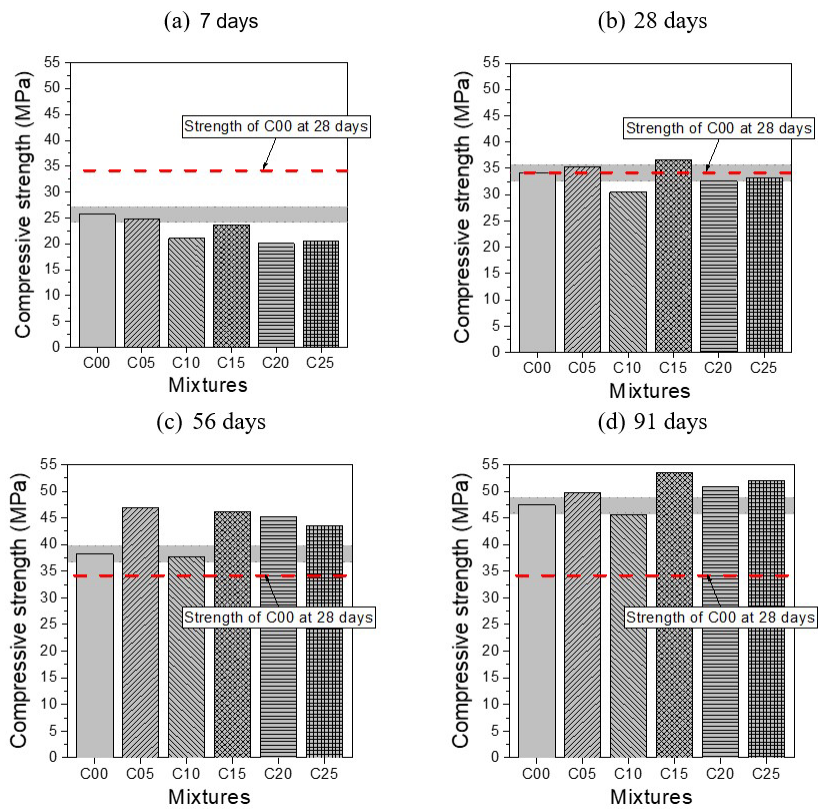 (a) 7 days
(b) 28 days
Compressive strength (MPa)
55
50
45
40
35
30
25
20
15
10
5
0
Strength of C00 at 28 days
C00 C05 C10 C15 C20 C25
Mixtures
Compressive strength (MPa)
55
50
45
40
35
30
25
20
15
10
5
0
Strength of C00 at 28 days
C00 C05 C10 C15 C20 C25
Mixtures
(c) 56 days
(d) 91 days
Compressive strength (MPa)
55
50
45
40
35
30
25
20
15
10
5
0
Strength of C00 at 28 days
C00 C05 C10 C15 C20 C25
Mixtures
Compressive strength (MPa)
55
50
45
40
35
30
25
20
15
10
5
0
Strength of C00 at 28 days
C00 C05 C10 C15 C20 C25
Mixtures